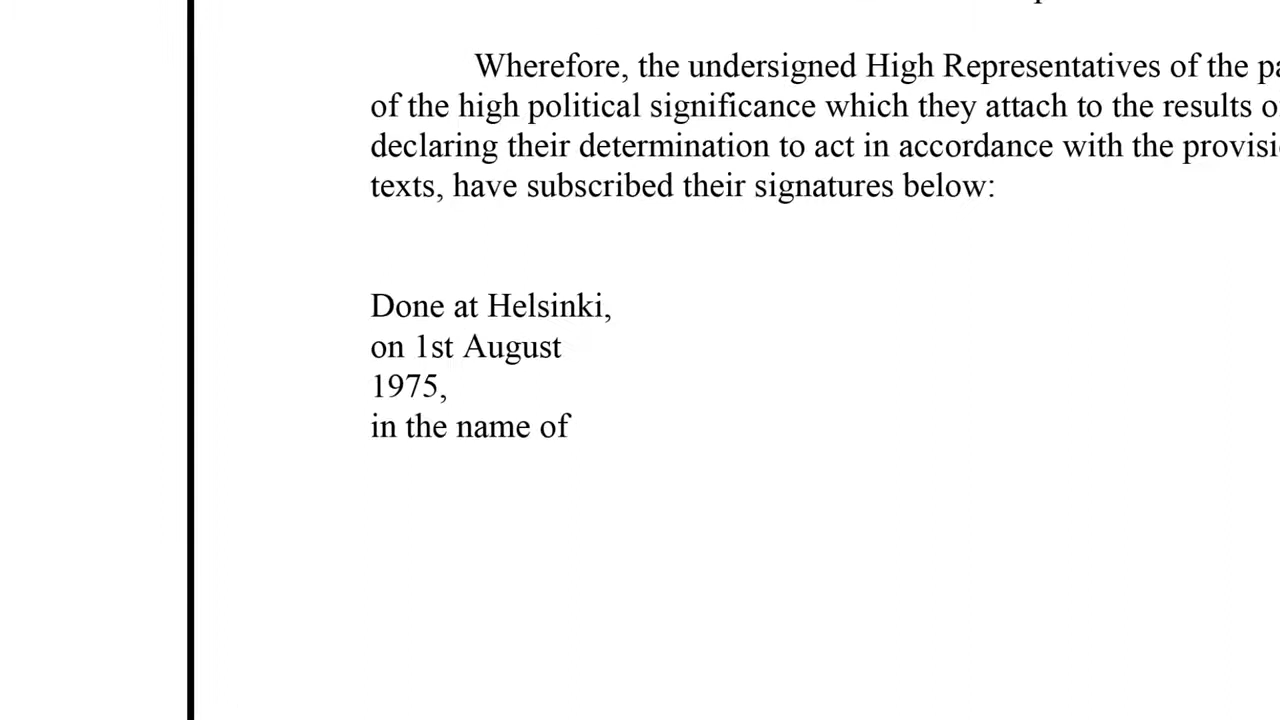 Wherefore, the undersigned High Representatives of the
of the high political significance which they attach to the results
declaring their determination to act in accordance with the
texts, have subscribed their signatures below:
Done at Helsinki,
on 1st August
1975,
in the name of